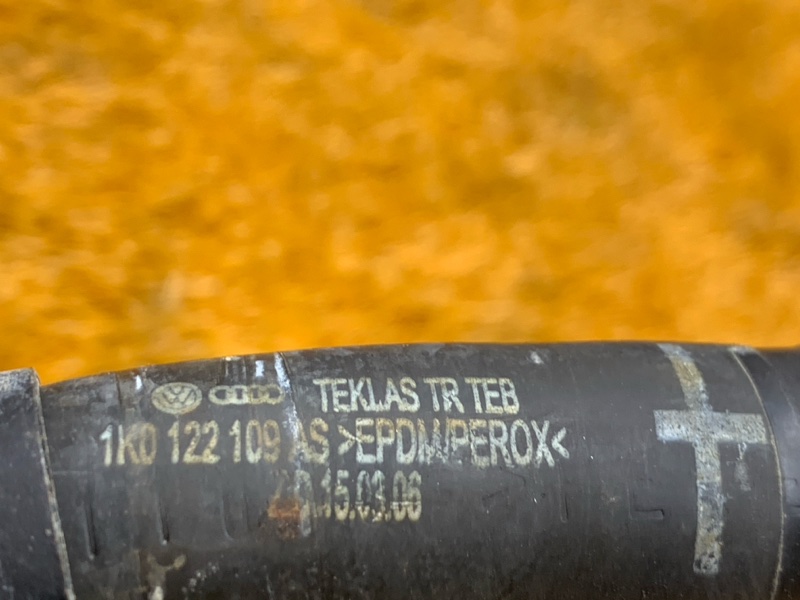 TEKLAS TR TEB
1K0 122 109 AS >EPDM/PEROX<
15.03.06